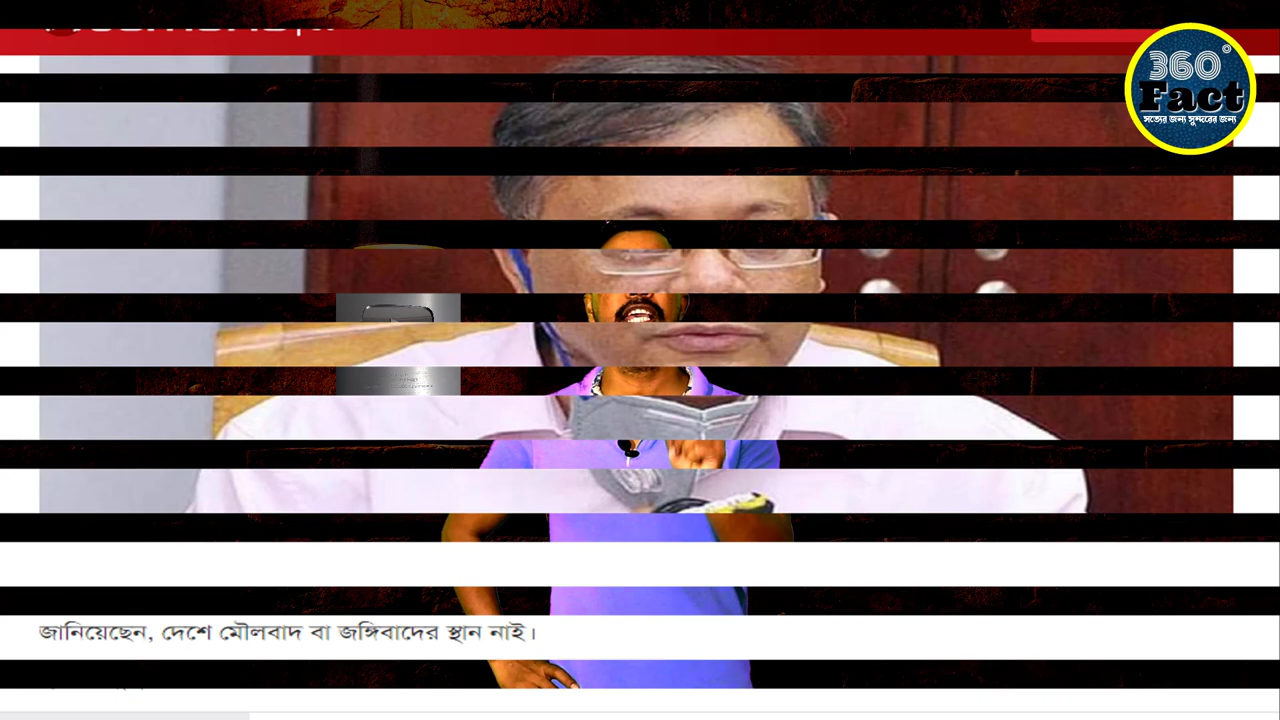 360°
Fact
সত্যের জন্য সুন্দরের জন্য
জানিয়েছেন, দেশে মৌলবাদ বা জঙ্গিবাদের স্থান নাই।